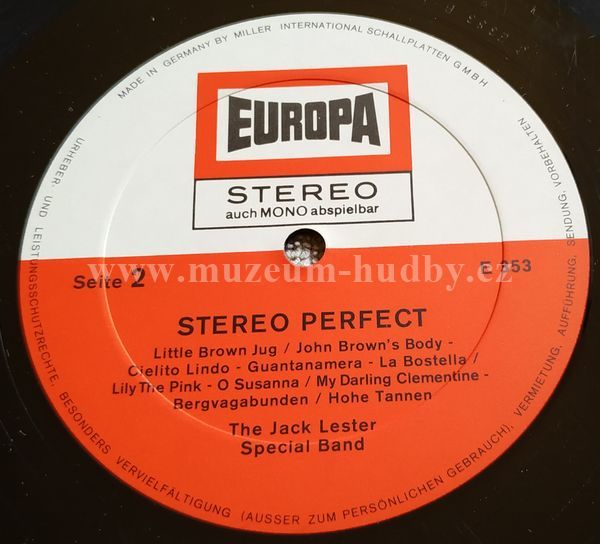 MADE IN GERMANY BY MILLER INTERNATIONAL SCHALLPLATTEN GMBH
EUROPA
STEREO
auch MONO abspielbar
www.muzeum-hudby.cz
Seite 2
E 353
STEREO PERFECT
Little Brown Jug / John Brown's Body -
Cielito Lindo - Guantanamera - La Bostella /
Lily The Pink - O Susanna / My Darling Clementine -
Bergvagabunden / Hohe Tannen
The Jack Lester
Special Band
URHEBER- UND LEISTUNGSSCHUTZRECHTE, BESONDERS VERVIELFÄLTIGUNG (AUSSER ZUM PERSÖNLICHEN GEBRAUCH), VERMIETUNG, AUFFÜHRUNG, SENDUNG, VORBEHALTEN